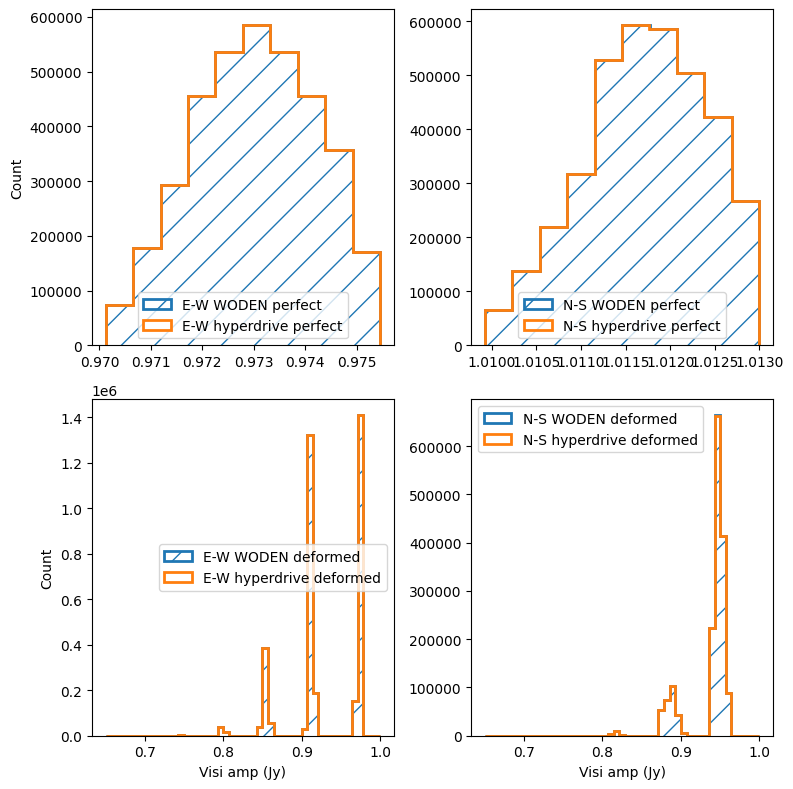 600000
500000
400000
300000
200000
100000
0
Count
E-W WODEN perfect
E-W hyperdrive perfect
0.970 0.971 0.972 0.973 0.974 0.975
600000
500000
400000
300000
200000
100000
0
N-S WODEN perfect
N-S hyperdrive perfect
1.0100 1.0105 1.0110 1.0115 1.0120 1.0125 1.0130
1e6
1.4
1.2
1.0
0.8
0.6
0.4
0.2
0.0
Count
E-W WODEN deformed
E-W hyperdrive deformed
0.7 0.8 0.9 1.0
Visi amp (Jy)
N-S WODEN deformed
N-S hyperdrive deformed
600000
500000
400000
300000
200000
100000
0
0.7 0.8 0.9 1.0
Visi amp (Jy)